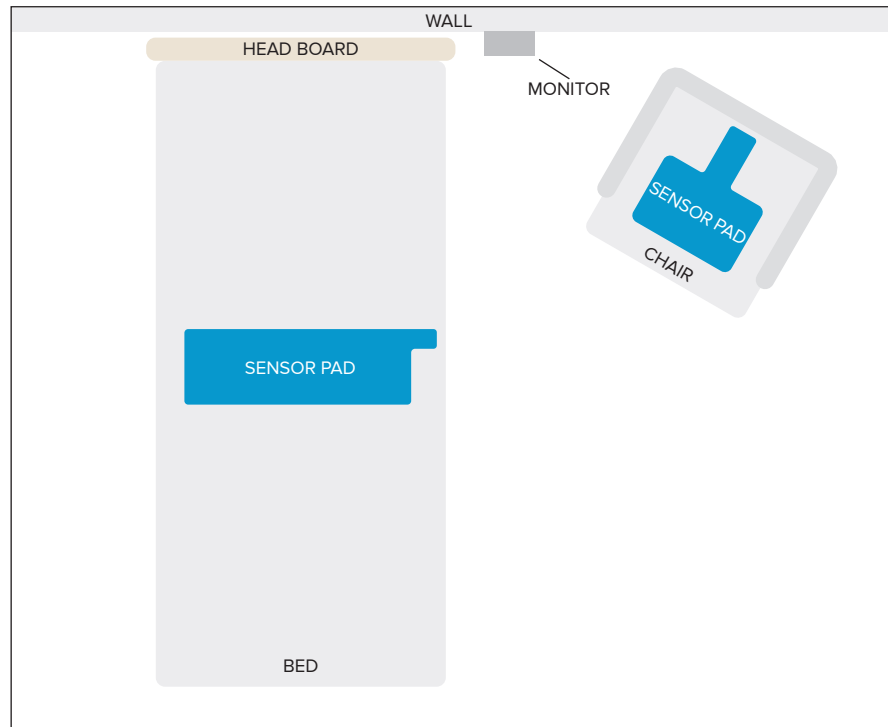 WALL
HEAD BOARD
MONITOR
SENSOR PAD
CHAIR
SENSOR PAD
BED